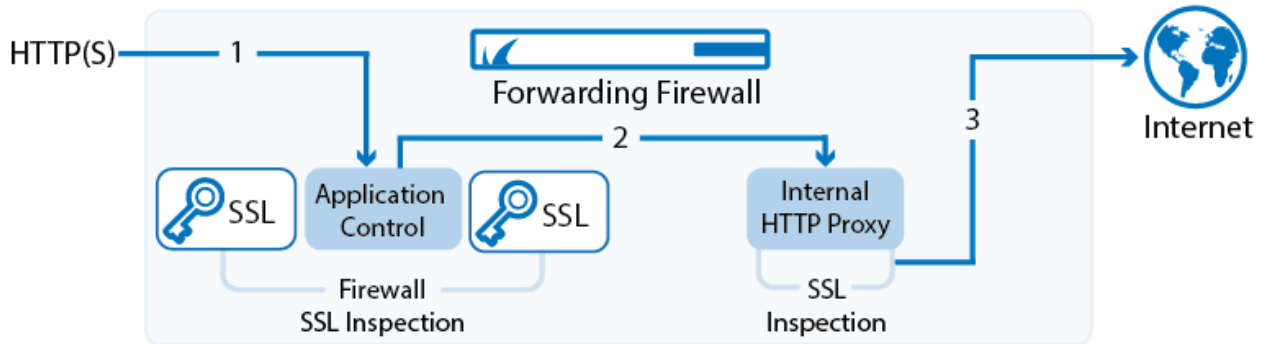 HTTP(S)
1
Forwarding Firewall
2
3
Internet
SSL
Application
Control
SSL
Internal
HTTP Proxy
Firewall
SSL Inspection
SSL
Inspection